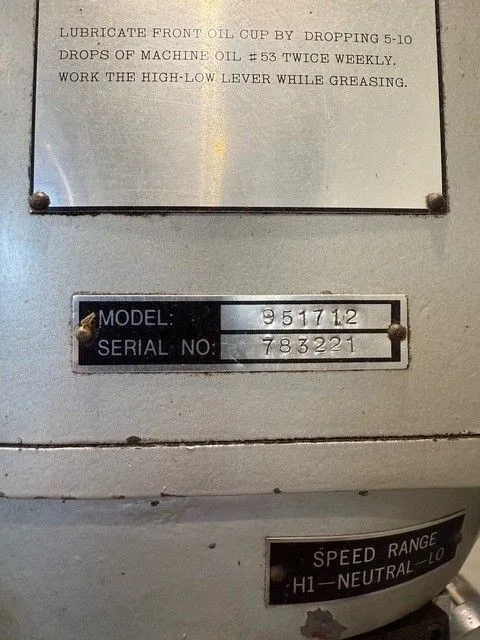 LUBRICATE FRONT OIL CUP BY DROPPING 5-10
DROPS OF MACHINE OIL #53 TWICE WEEKLY.
WORK THE HIGH-LOW LEVER WHILE GREASING.
MODEL: 951712
SERIAL NO: 783221
SPEED RANGE
HI-NEUTRAL-LO